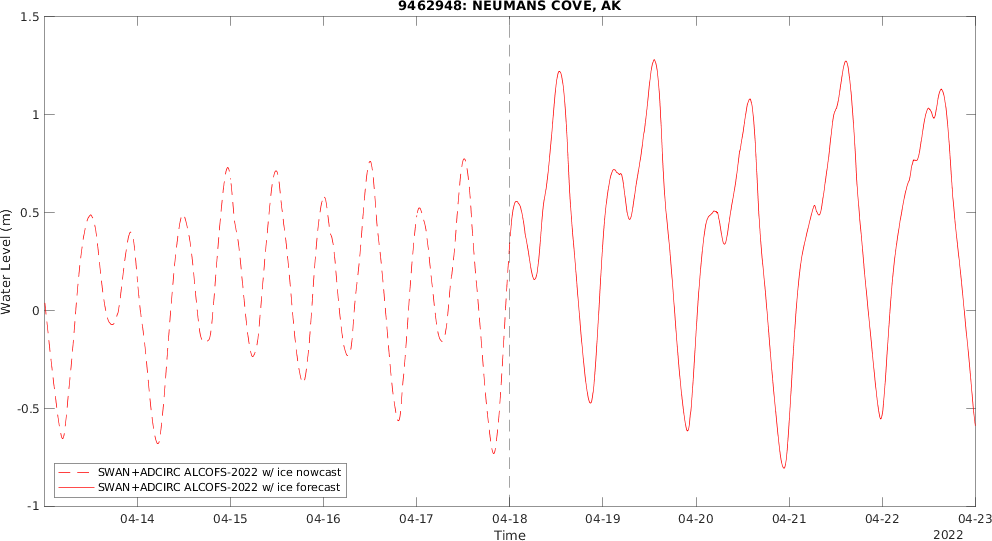 9462948: NEUMANS COVE, AK
1.5
1
0.5
0
-0.5
-1
Water Level (m)
SWAN+ADCIRC ALCOFS-2022 w/ ice nowcast
SWAN+ADCIRC ALCOFS-2022 w/ ice forecast
04-14 04-15 04-16 04-17 04-18 04-19 04-20 04-21 04-22 04-23
Time
2022